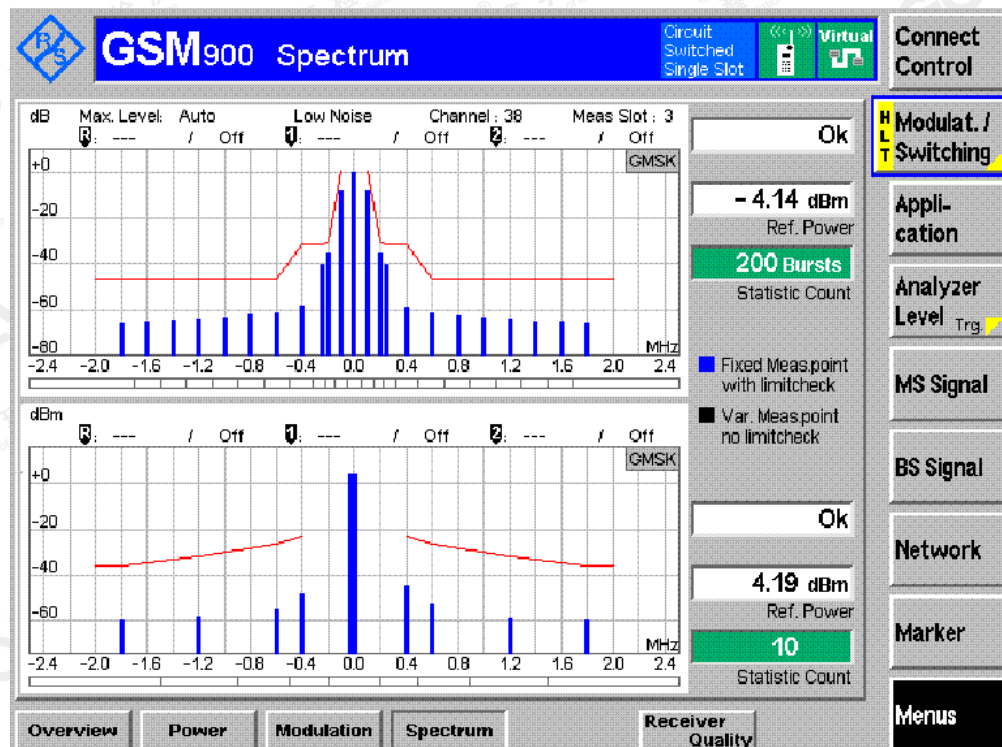 R&S
GSM900 Spectrum
Circuit Switched Single Slot
Virtual
Connect Control
dB Max. Level: Auto Low Noise Channel : 38 Meas Slot : 3
R: --- / Off 1: --- / Off 2: --- / Off
GMSK
+0
-20
-40
-60
-80
MHz
-2.4 -2.0 -1.6 -1.2 -0.8 -0.4 0.0 0.4 0.8 1.2 1.6 2.0 2.4
Ok
- 4.14 dBm
Ref. Power
200 Bursts
Statistic Count
Fixed Meas.point
with limitcheck
Var. Meas.point
no limitcheck
dBm
R: --- / Off 1: --- / Off 2: --- / Off
GMSK
+0
-20
-40
-60
MHz
-2.4 -2.0 -1.6 -1.2 -0.8 -0.4 0.0 0.4 0.8 1.2 1.6 2.0 2.4
Ok
4.19 dBm
Ref. Power
10
Statistic Count
HLT
Modulat. /
Switching
Appli-
cation
Analyzer
Level Trg.
MS Signal
BS Signal
Network
Marker
Menus
Overview Power Modulation Spectrum Receiver Quality